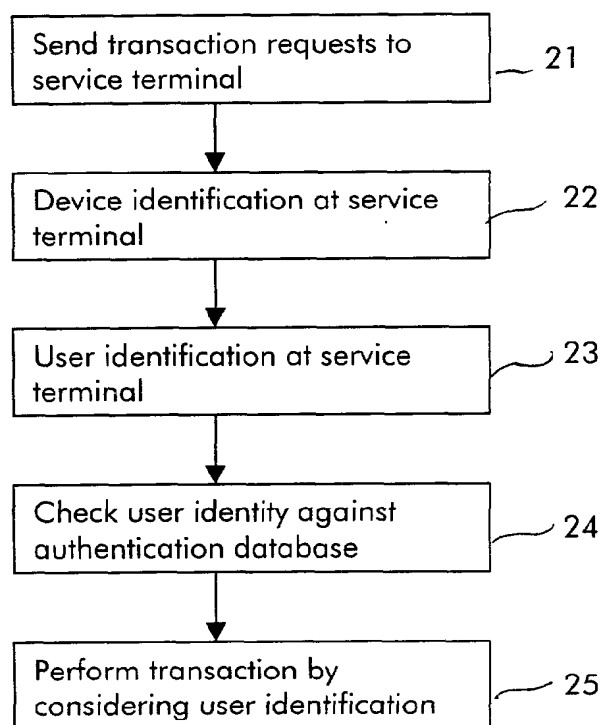 Send transaction requests to
service terminal
21
Device identification at service
terminal
22
User identification at service
terminal
23
Check user identity against
authentication database
24
Perform transaction by
considering user identification
25